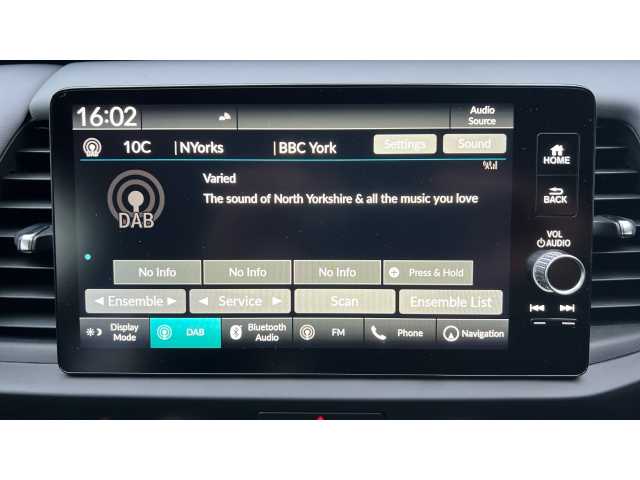 16:02 Audio Source
DAB 10C |NYorks |BBC York Settings Sound
Varied
DAB The sound of North Yorkshire & all the music you love
No Info No Info No Info + Press & Hold
◄ Ensemble ► ◄ Service ► Scan Ensemble List
Display Mode DAB Bluetooth Audio FM Phone Navigation
HOME
BACK
VOL
AUDIO